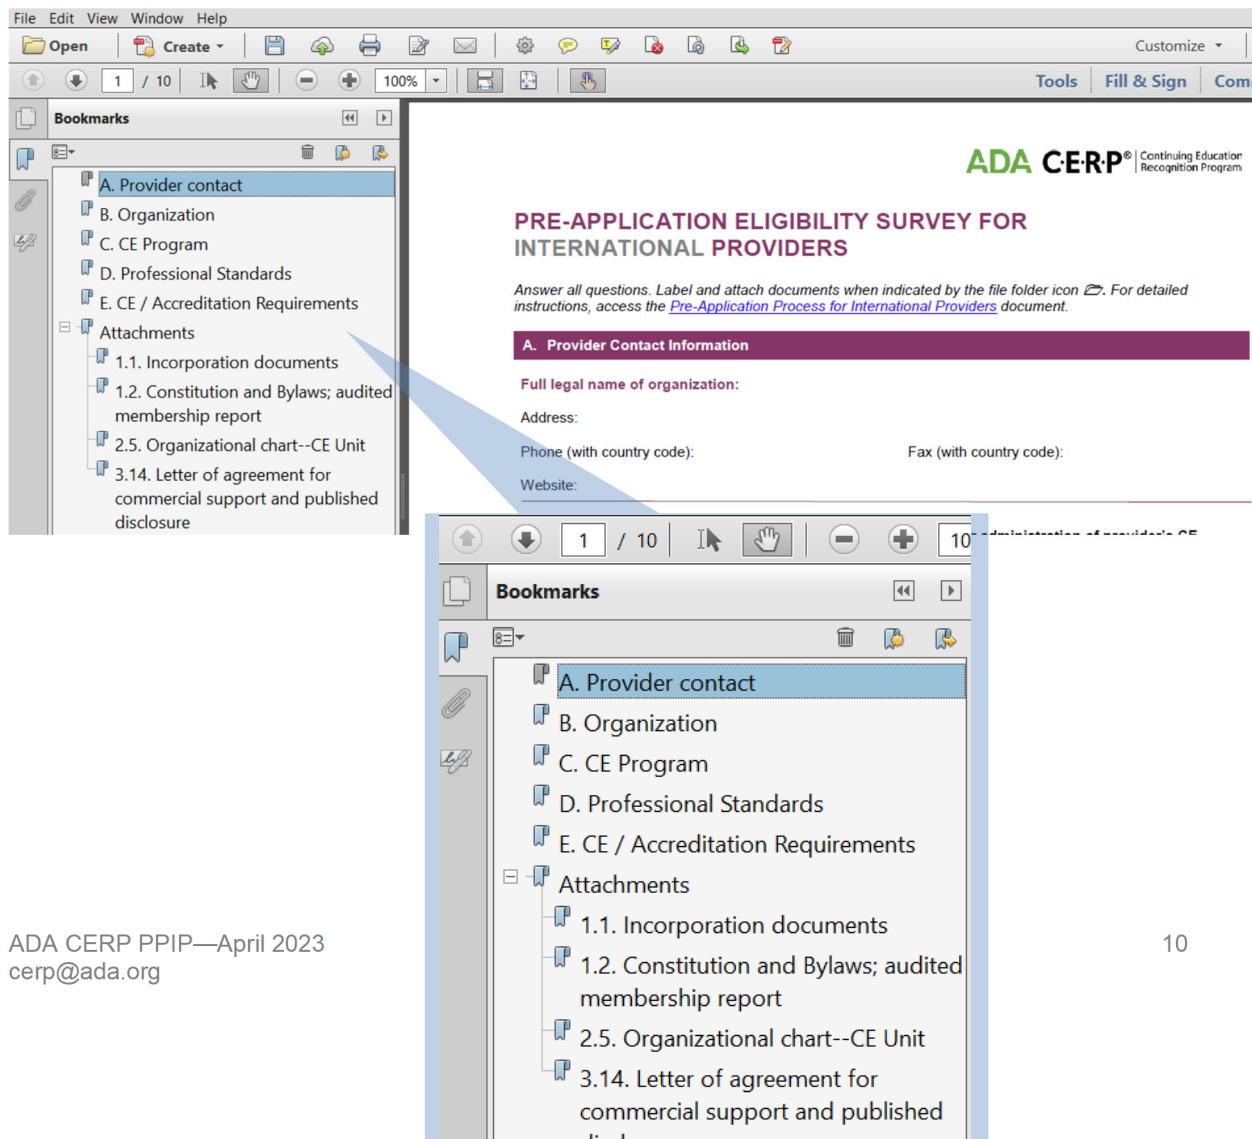 File Edit View Window Help
Open Create Customize
1 / 10 100% Tools Fill & Sign
Bookmarks
A. Provider contact
B. Organization
C. CE Program
D. Professional Standards
E. CE / Accreditation Requirements
Attachments
1.1. Incorporation documents
1.2. Constitution and Bylaws; audited
membership report
2.5. Organizational chart--CE Unit
3.14. Letter of agreement for
commercial support and published
disclosure
ADA C·E·R·P® Continuing Education
Recognition Program
PRE-APPLICATION ELIGIBILITY SURVEY FOR
INTERNATIONAL PROVIDERS
Answer all questions. Label and attach documents when indicated by the file folder icon 🗁. For detailed
instructions, access the Pre-Application Process for International Providers document.
A. Provider Contact Information
Full legal name of organization:
Address:
Phone (with country code): Fax (with country code):
Website:
administration of provider's CE
1 / 10 10
Bookmarks
A. Provider contact
B. Organization
C. CE Program
D. Professional Standards
E. CE / Accreditation Requirements
Attachments
1.1. Incorporation documents
1.2. Constitution and Bylaws; audited
membership report
2.5. Organizational chart--CE Unit
3.14. Letter of agreement for
commercial support and published
ADA CERP PPIP—April 2023 10
cerp@ada.org